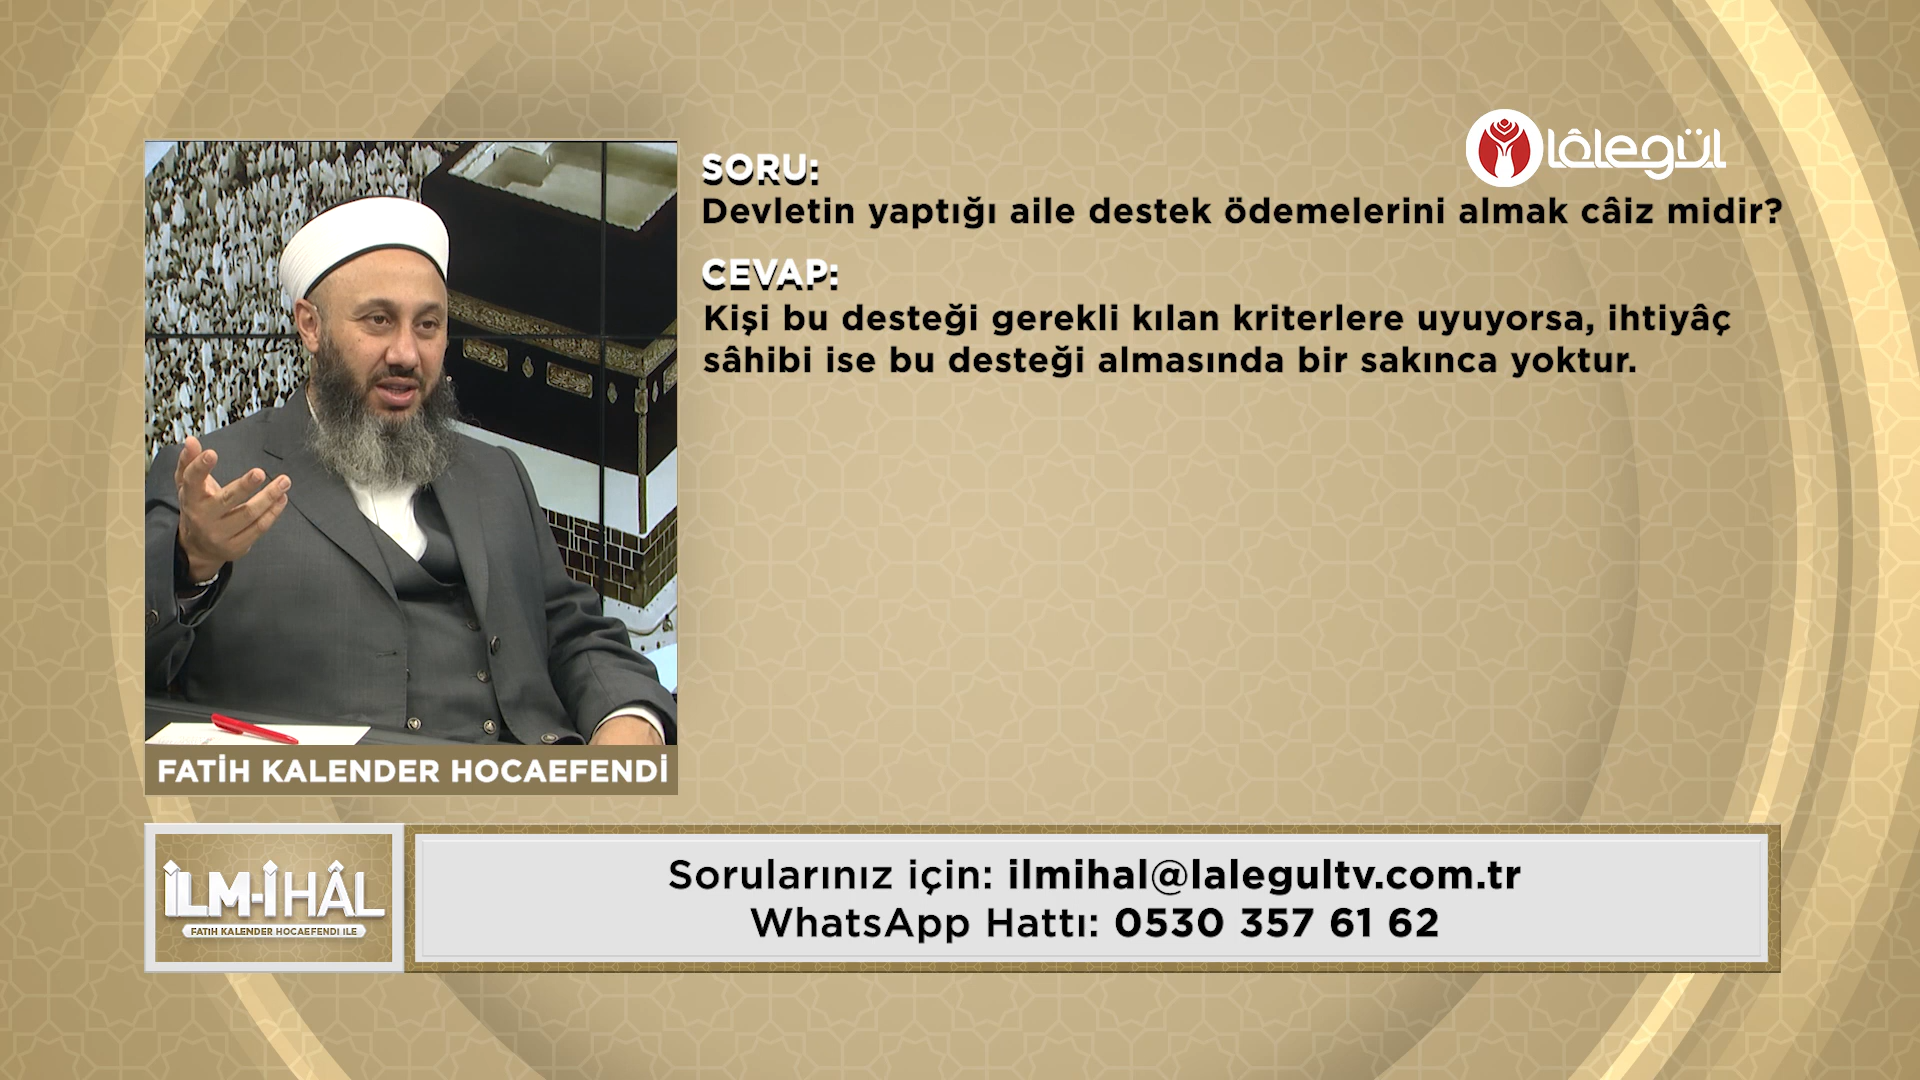 lâlegül
SORU:
Devletin yaptığı aile destek ödemelerini almak câiz midir?
CEVAP:
Kişi bu desteği gerekli kılan kriterlere uyuyorsa, ihtiyâç
sâhibi ise bu desteği almasında bir sakınca yoktur.
FATİH KALENDER HOCAEFENDİ
İLM-İHÂL
FATIH KALENDER HOCAEFENDI ILE
Sorularınız için: ilmihal@lalegultv.com.tr
WhatsApp Hattı: 0530 357 61 62